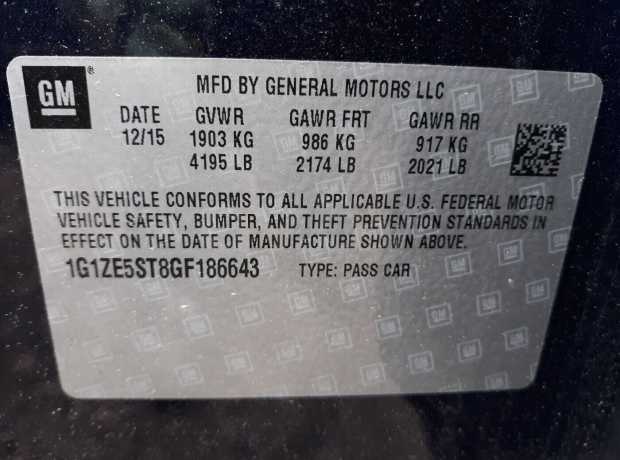 GM®
MFD BY GENERAL MOTORS LLC
DATE GVWR GAWR FRT GAWR RR
12/15 1903 KG 986 KG 917 KG
4195 LB 2174 LB 2021 LB
THIS VEHICLE CONFORMS TO ALL APPLICABLE U.S. FEDERAL MOTOR
VEHICLE SAFETY, BUMPER, AND THEFT PREVENTION STANDARDS IN
EFFECT ON THE DATE OF MANUFACTURE SHOWN ABOVE.
1G1ZE5ST8GF186643 TYPE: PASS CAR